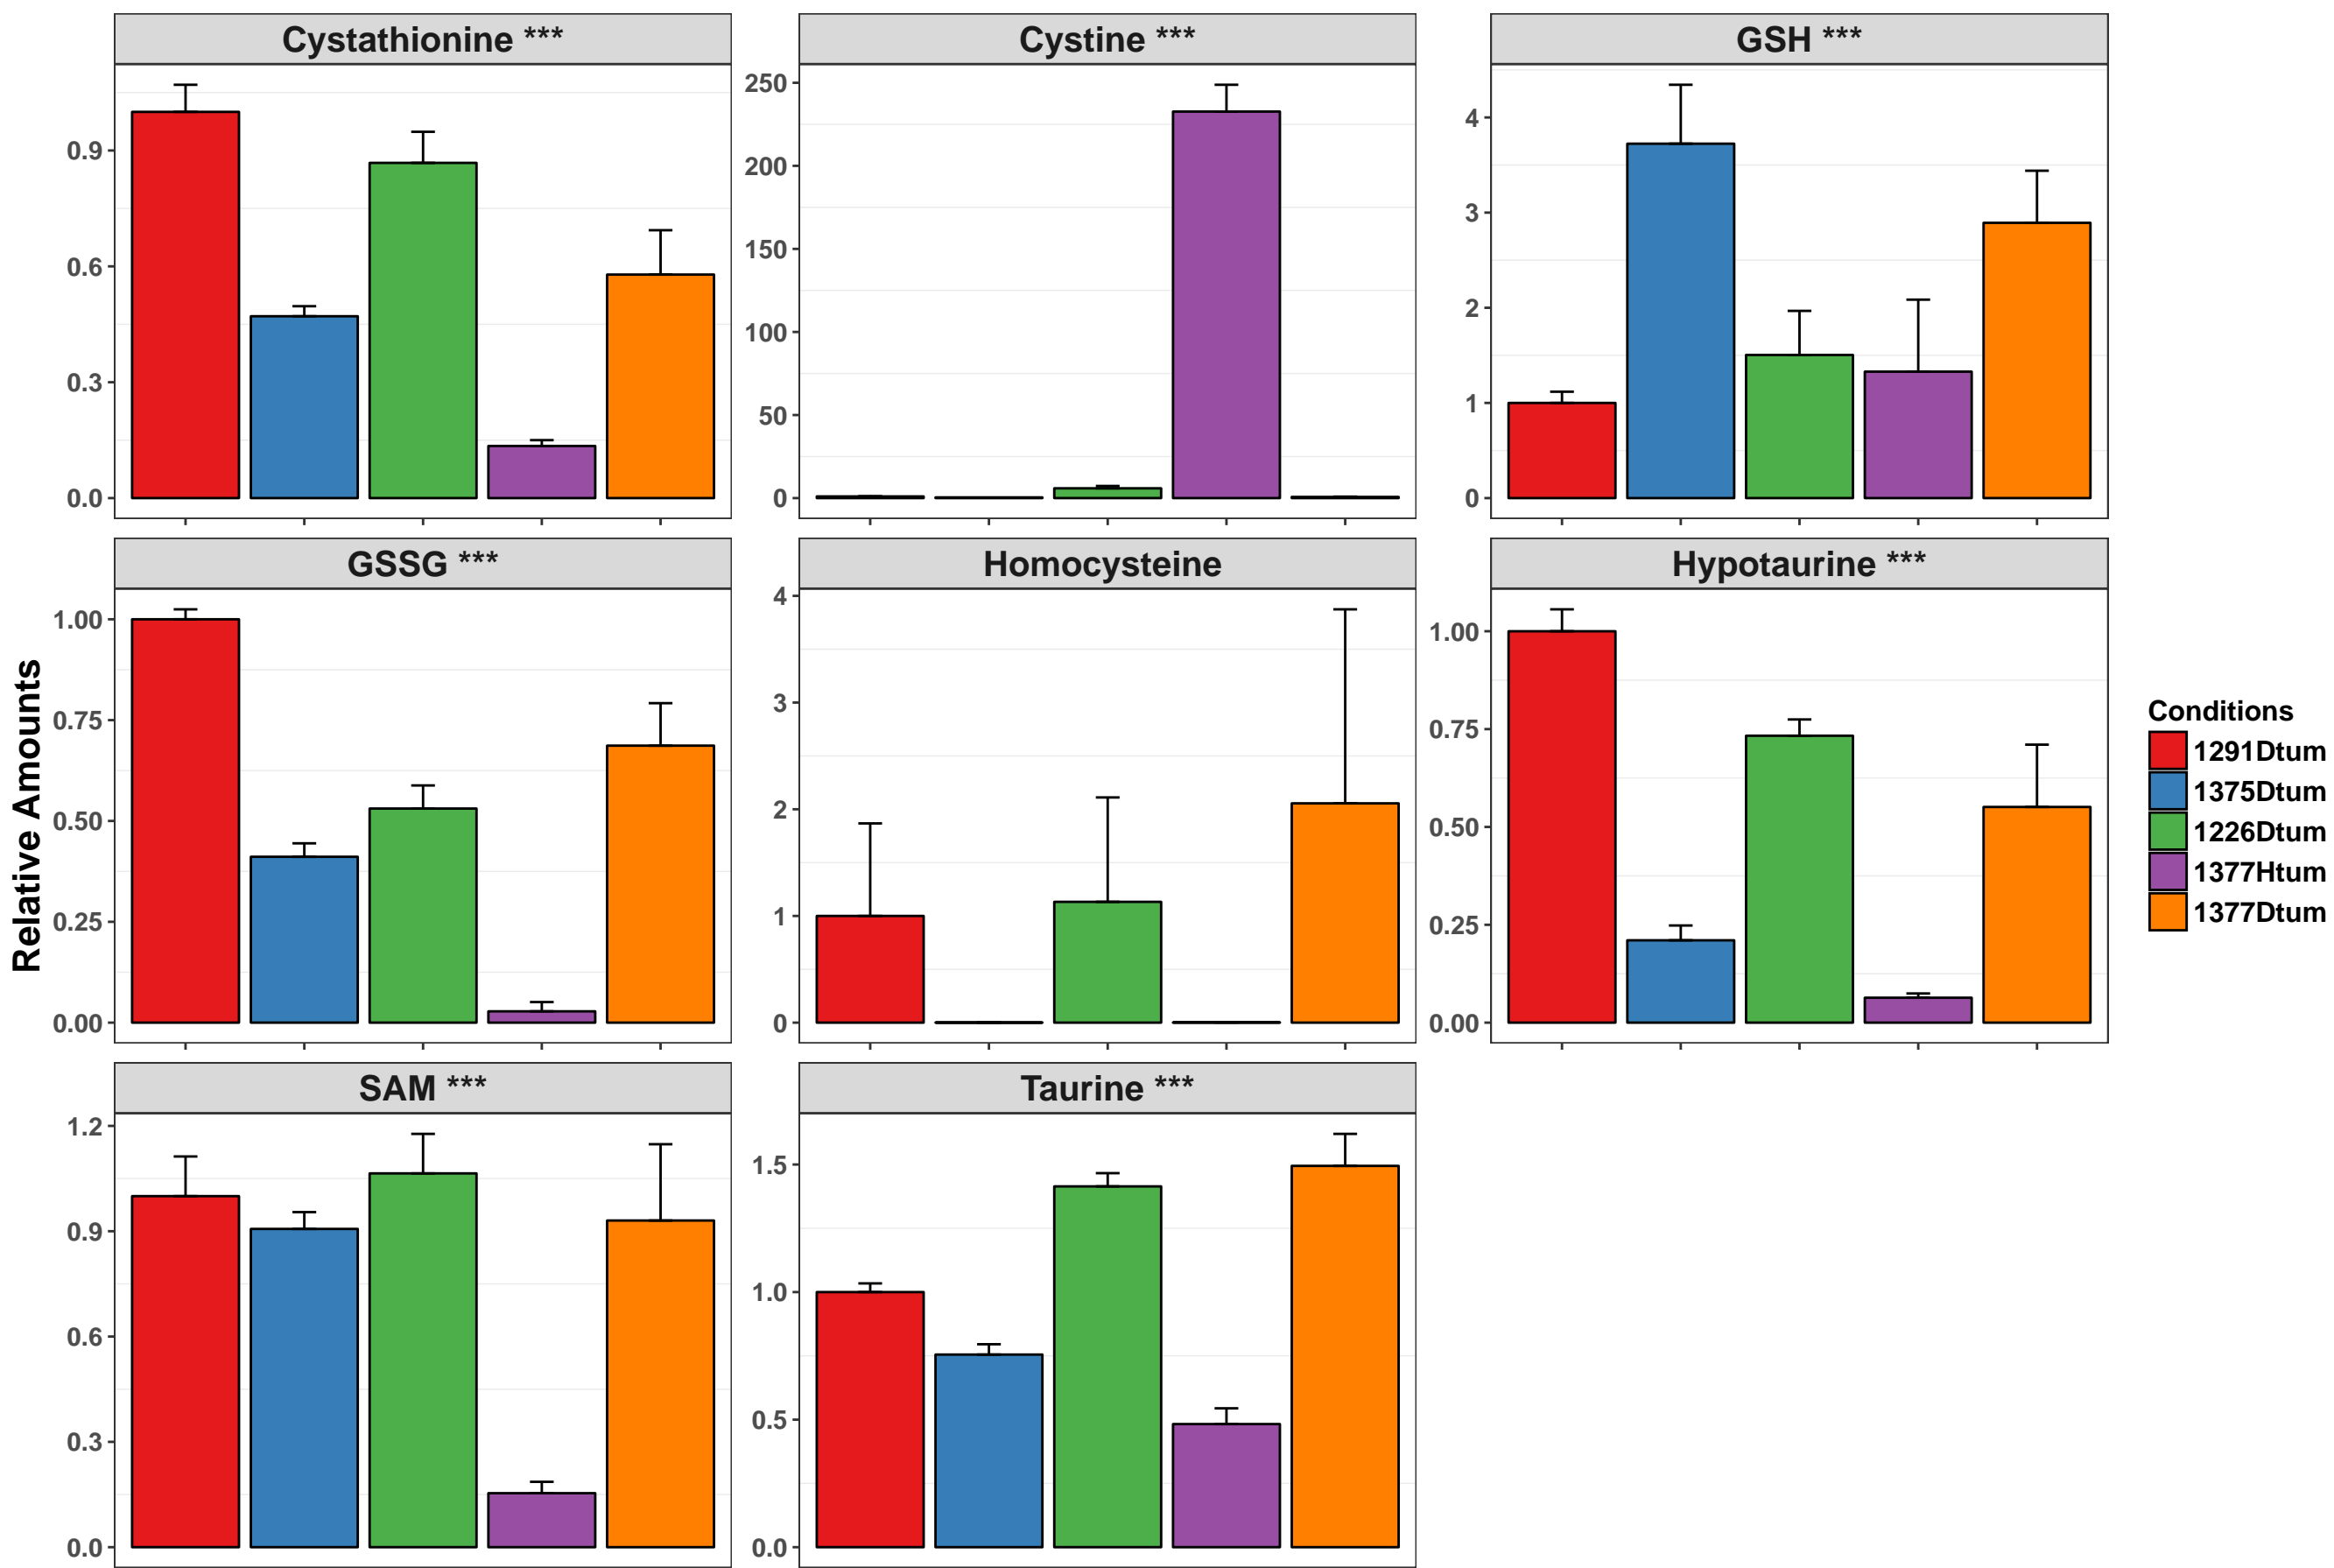 Cystathionine ***
0.9
0.6
0.3
0.0
Cystine ***
250
200
150
100
50
0
GSH ***
4
3
2
1
0
Relative Amounts
GSSG ***
1.00
0.75
0.50
0.25
0.00
Homocysteine
4
3
2
1
0
Hypotaurine ***
1.00
0.75
0.50
0.25
0.00
SAM ***
1.2
0.9
0.6
0.3
0.0
Taurine ***
1.5
1.0
0.5
0.0
Conditions
1291Dtum
1375Dtum
1226Dtum
1377Htum
1377Dtum